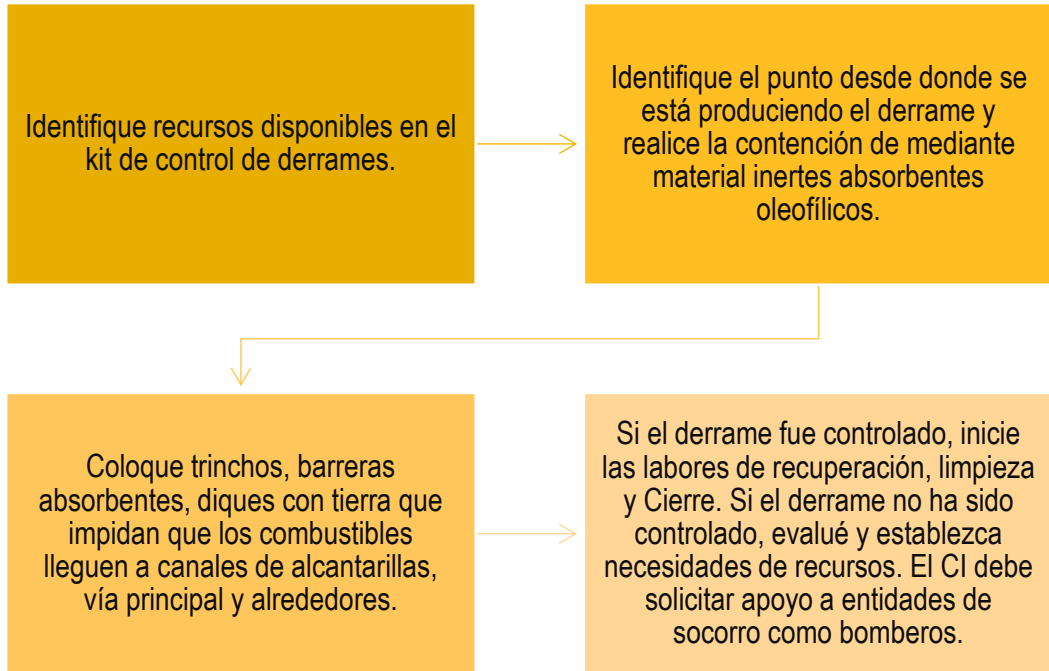 Identifique recursos disponibles en el
kit de control de derrames.
Identifique el punto desde donde se
está produciendo el derrame y
realice la contención de mediante
material inertes absorbentes
oleofílicos.
Coloque trinchos, barreras
absorbentes, diques con tierra que
impidan que los combustibles
lleguen a canales de alcantarillas,
vía principal y alrededores.
Si el derrame fue controlado, inicie
las labores de recuperación, limpieza
y Cierre. Si el derrame no ha sido
controlado, evalué y establezca
necesidades de recursos. El CI debe
solicitar apoyo a entidades de
socorro como bomberos.